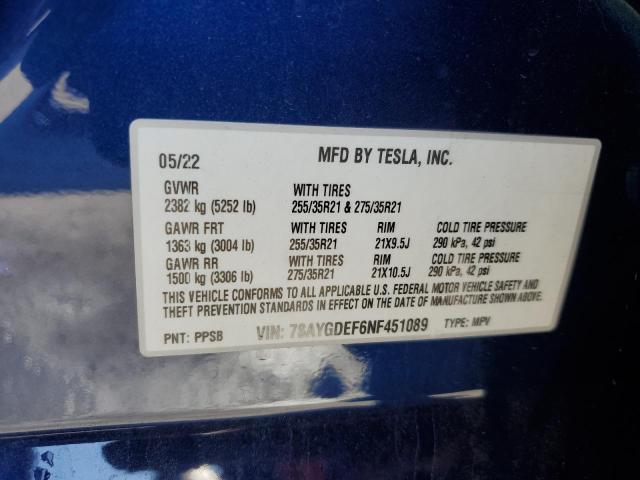 05/22 MFD BY TESLA, INC.
GVWR WITH TIRES
2382 kg (5252 lb) 255/35R21 & 275/35R21
GAWR FRT WITH TIRES RIM COLD TIRE PRESSURE
1363 kg (3004 lb) 255/35R21 21X9.5J 290 kPa, 42 psi
GAWR RR WITH TIRES RIM COLD TIRE PRESSURE
1500 kg (3306 lb) 275/35R21 21X10.5J 290 kPa, 42 psi
THIS VEHICLE CONFORMS TO ALL APPLICABLE U.S. FEDERAL MOTOR VEHICLE SAFETY AND
THEFT PREVENTION STANDARDS IN EFFECT ON THE DATE OF MANUFACTURE SHOWN ABOVE.
PNT: PPSB VIN: 7SAYGDEF6NF451089 TYPE: MPV